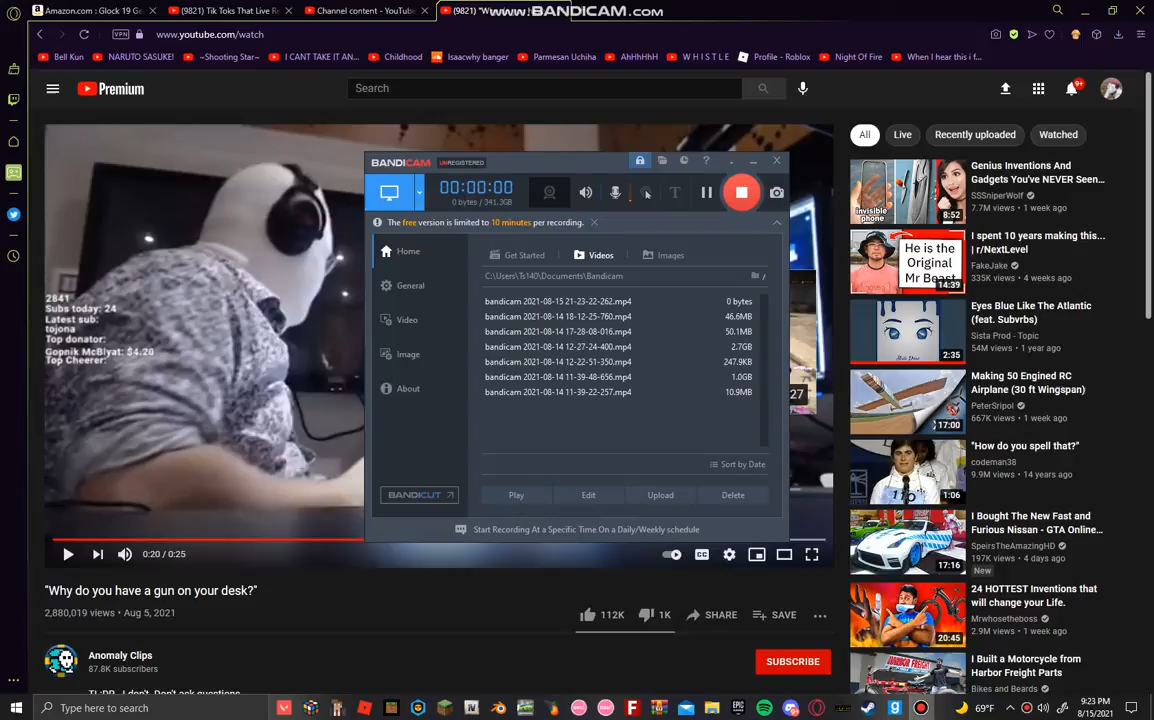 www.BANDICAM.com
Amazon.com : Glock 19 Ge
(9821) Tik Toks That Live Re
Channel content - YouTube
(9821) "W
VPN
www.youtube.com/watch
Bell Kun
NARUTO SASUKE!
~Shooting Star~
I CANT TAKE IT AN...
Childhood
Isaacwhy banger
Parmesan Uchiha
AhHhHhH
W H I S T L E
Profile - Roblox
Night Of Fire
When I hear this i f...
Premium
Search
9+
All
Live
Recently uploaded
Watched
2841
Subs today: 24
Latest sub:
tojona
Top donator:
Gopnik McBlyat: $4.20
Top Cheerer:
BANDICAM
UNREGISTERED
00:00:00
0 bytes / 341.3GB
The free version is limited to 10 minutes per recording.
Home
General
Video
Image
About
BANDICUT
Get Started
Videos
Images
C:\Users\Ts140\Documents\Bandicam
bandicam 2021-08-15 21-23-22-262.mp4 0 bytes
bandicam 2021-08-14 18-12-25-760.mp4 46.6MB
bandicam 2021-08-14 17-28-08-016.mp4 50.1MB
bandicam 2021-08-14 12-27-24-400.mp4 2.7GB
bandicam 2021-08-14 12-22-51-350.mp4 247.9KB
bandicam 2021-08-14 11-39-48-656.mp4 1.0GB
bandicam 2021-08-14 11-39-22-257.mp4 10.9MB
Sort by Date
Play
Edit
Upload
Delete
Start Recording At a Specific Time On a Daily/Weekly schedule
27
0:20 / 0:25
CC
"Why do you have a gun on your desk?"
2,880,019 views • Aug 5, 2021
112K
1K
SHARE
SAVE
Anomaly Clips
87.8K subscribers
SUBSCRIBE
TL;DR - I don't. Don't ask questions
invisible
phone
8:52
Genius Inventions And
Gadgets You've NEVER Seen...
SSSniperWolf
7.7M views • 1 week ago
He is the
Original
Mr Beast
14:39
I spent 10 years making this...
| r/NextLevel
FakeJake
335K views • 4 weeks ago
2:35
Eyes Blue Like The Atlantic
(feat. Subvrbs)
Sista Prod - Topic
54M views • 1 year ago
17:00
Making 50 Engined RC
Airplane (30 ft Wingspan)
PeterSripol
667K views • 1 week ago
110
1:06
"How do you spell that?"
codeman38
9.9M views • 14 years ago
17:16
I Bought The New Fast and
Furious Nissan - GTA Online...
SpeirsTheAmazingHD
197K views • 4 days ago
New
20:45
24 HOTTEST Inventions that
will change your Life.
Mrwhosetheboss
2.9M views • 1 week ago
HARBOR FREIGHT
I Built a Motorcycle from
Harbor Freight Parts
Bikes and Beards
Type here to search
EPIC
69°F
9:23 PM
8/15/2021